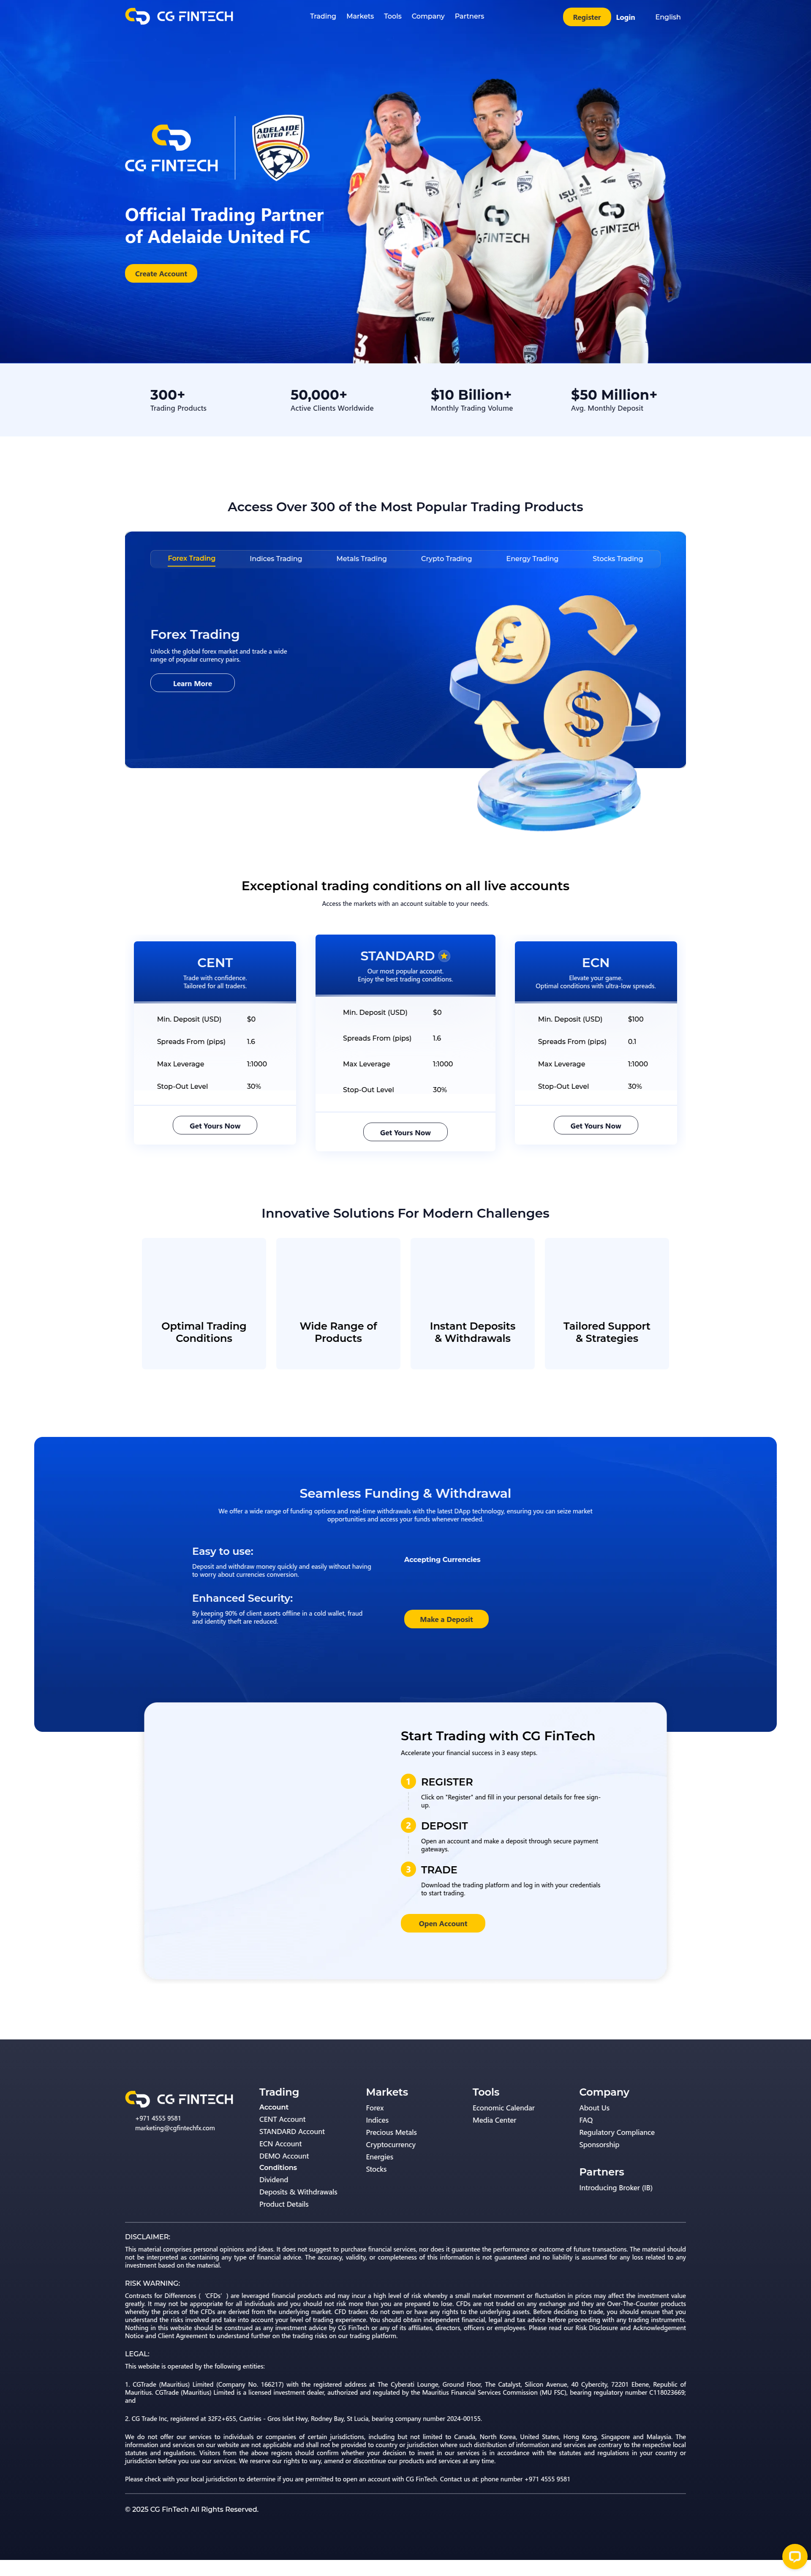 CG FINTECH
Trading Markets Tools Company Partners
Register Login English
CG FINTECH
ADELAIDE
UNITED F.C.
Official Trading Partner
of Adelaide United FC
Create Account
300+
Trading Products
50,000+
Active Clients Worldwide
$10 Billion+
Monthly Trading Volume
$50 Million+
Avg. Monthly Deposit
Access Over 300 of the Most Popular Trading Products
Forex Trading Indices Trading Metals Trading Crypto Trading Energy Trading Stocks Trading
Forex Trading
Unlock the global forex market and trade a wide
range of popular currency pairs.
Learn More
Exceptional trading conditions on all live accounts
Access the markets with an account suitable to your needs.
CENT
Trade with confidence.
Tailored for all traders.
Min. Deposit (USD) $0
Spreads From (pips) 1.6
Max Leverage 1:1000
Stop-Out Level 30%
Get Yours Now
STANDARD
Our most popular account.
Enjoy the best trading conditions.
Min. Deposit (USD) $0
Spreads From (pips) 1.6
Max Leverage 1:1000
Stop-Out Level 30%
Get Yours Now
ECN
Elevate your game.
Optimal conditions with ultra-low spreads.
Min. Deposit (USD) $100
Spreads From (pips) 0.1
Max Leverage 1:1000
Stop-Out Level 30%
Get Yours Now
Innovative Solutions For Modern Challenges
Optimal Trading
Conditions
Wide Range of
Products
Instant Deposits
& Withdrawals
Tailored Support
& Strategies
Seamless Funding & Withdrawal
We offer a wide range of funding options and real-time withdrawals with the latest DApp technology, ensuring you can seize market
opportunities and access your funds whenever needed.
Easy to use:
Deposit and withdraw money quickly and easily without having
to worry about currencies conversion.
Enhanced Security:
By keeping 90% of client assets offline in a cold wallet, fraud
and identity theft are reduced.
Accepting Currencies
Make a Deposit
Start Trading with CG FinTech
Accelerate your financial success in 3 easy steps.
1 REGISTER
Click on "Register" and fill in your personal details for free sign-
up.
2 DEPOSIT
Open an account and make a deposit through secure payment
gateways.
3 TRADE
Download the trading platform and log in with your credentials
to start trading.
Open Account
CG FINTECH
+971 4555 9581
marketing@cgfintechfx.com
Trading
Account
CENT Account
STANDARD Account
ECN Account
DEMO Account
Conditions
Dividend
Deposits & Withdrawals
Product Details
Markets
Forex
Indices
Precious Metals
Cryptocurrency
Energies
Stocks
Tools
Economic Calendar
Media Center
Company
About Us
FAQ
Regulatory Compliance
Sponsorship
Partners
Introducing Broker (IB)
DISCLAIMER:
This material comprises personal opinions and ideas. It does not suggest to purchase financial services, nor does it guarantee the performance or outcome of future transactions. The material should
not be interpreted as containing any type of financial advice. The accuracy, validity, or completeness of this information is not guaranteed and no liability is assumed for any loss related to any
investment based on the material.
RISK WARNING:
Contracts for Differences (‘CFDs’) are leveraged financial products and may incur a high level of risk whereby a small market movement or fluctuation in prices may affect the investment value
greatly. It may not be appropriate for all individuals and you should not risk more than you are prepared to lose. CFDs are not traded on any exchange and they are Over-The-Counter products
whereby the prices of the CFDs are derived from the underlying market. CFD traders do not own or have any rights to the underlying assets. Before deciding to trade, you should ensure that you
understand the risks involved and take into account your level of trading experience. You should obtain independent financial, legal and tax advice before proceeding with any trading instruments.
Nothing in this website should be construed as any investment advice by CG FinTech or any of its affiliates, directors, officers or employees. Please read our Risk Disclosure and Acknowledgement
Notice and Client Agreement to understand further on the trading risks on our trading platform.
LEGAL:
This website is operated by the following entities:
1. CGTrade (Mauritius) Limited (Company No. 166217) with the registered address at The Cyberati Lounge, Ground Floor, The Catalyst, Silicon Avenue, 40 Cybercity, 72201 Ebene, Republic of
Mauritius. CGTrade (Mauritius) Limited is a licensed investment dealer, authorized and regulated by the Mauritius Financial Services Commission (MU FSC), bearing regulatory number C118023669;
and
2. CG Trade Inc, registered at 32F2+655, Castries - Gros Islet Hwy, Rodney Bay, St Lucia, bearing company number 2024-00155.
We do not offer our services to individuals or companies of certain jurisdictions, including but not limited to Canada, North Korea, United States, Hong Kong, Singapore and Malaysia. The
information and services on our website are not applicable and shall not be provided to country or jurisdiction where such distribution of information and services are contrary to the respective local
statutes and regulations. Visitors from the above regions should confirm whether your decision to invest in our services is in accordance with the statutes and regulations in your country or
jurisdiction before you use our services. We reserve our rights to vary, amend or discontinue our products and services at any time.
Please check with your local jurisdiction to determine if you are permitted to open an account with CG FinTech. Contact us at: phone number +971 4555 9581
© 2025 CG FinTech All Rights Reserved.